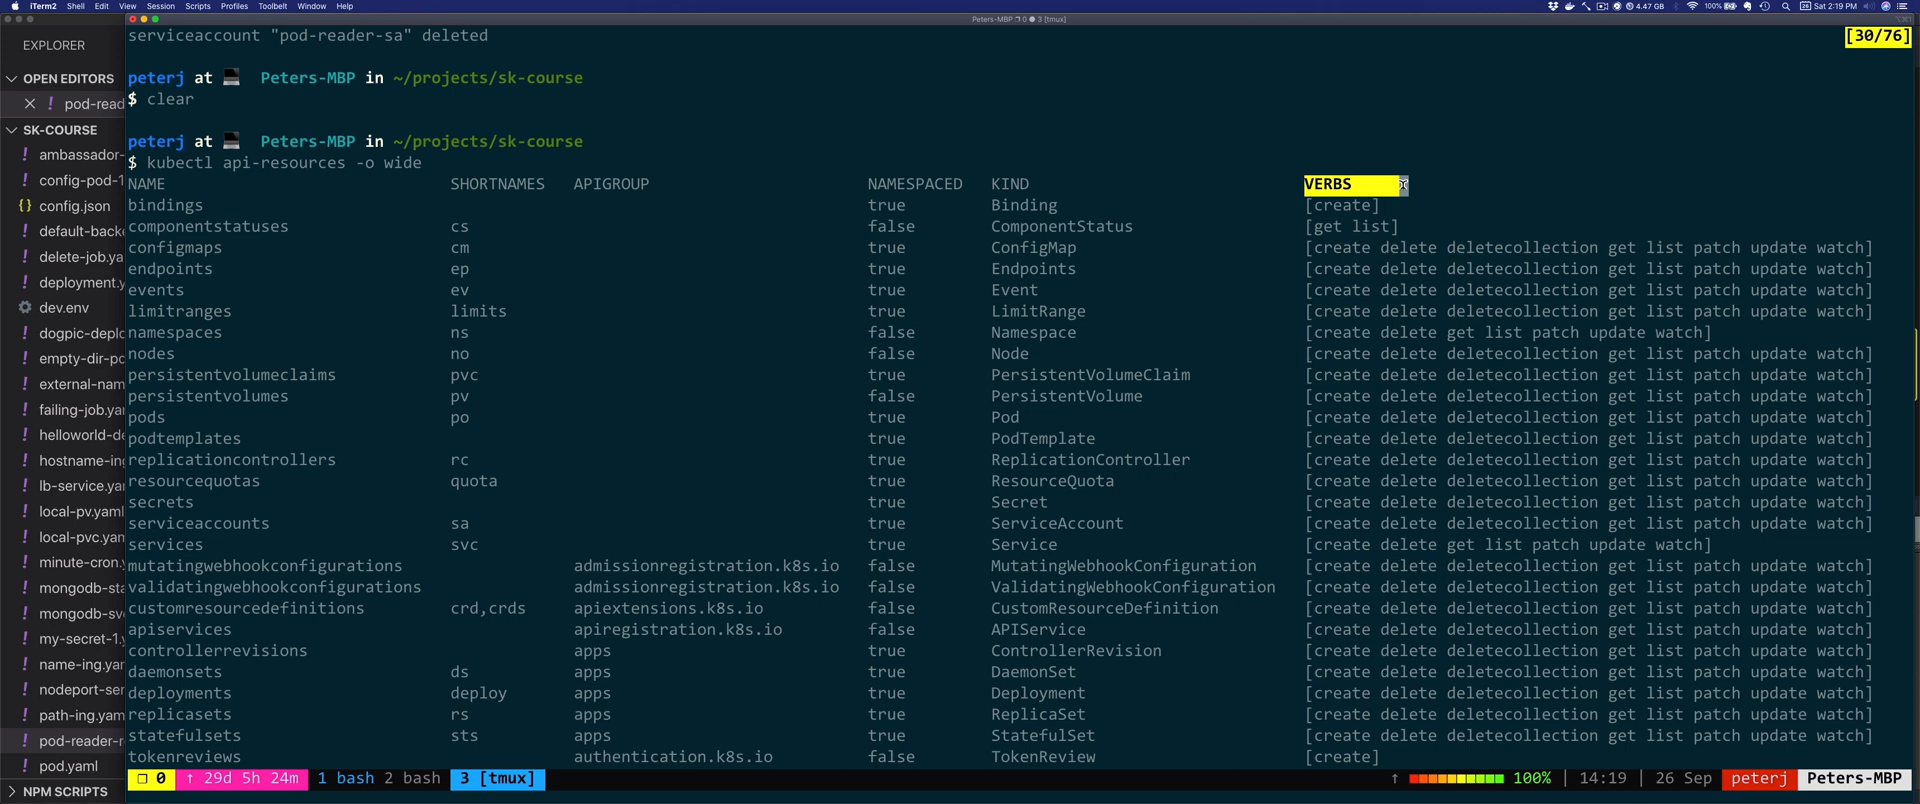 iTerm2 Shell Edit View Session Scripts Profiles Toolbelt Window Help
4.47 GB 100% Sat 2:19 PM
Peters-MBP 0 3 [tmux]
EXPLORER
OPEN EDITORS
! pod-read
SK-COURSE
! ambassador-
! config-pod-1
{} config.json
! default-backe
! delete-job.ya
! deployment.y
dev.env
! dogpic-deplo
! empty-dir-po
! external-nam
! failing-job.yar
! helloworld-de
! hostname-ing
! lb-service.yan
! local-pv.yaml
! local-pvc.yam
! minute-cron.y
! mongodb-sta
! mongodb-svc
! my-secret-1.y
! name-ing.yar
! nodeport-ser
! path-ing.yam
! pod-reader-r
! pod.yaml
NPM SCRIPTS
serviceaccount "pod-reader-sa" deleted
[30/76]
peterj at Peters-MBP in ~/projects/sk-course
$ clear
peterj at Peters-MBP in ~/projects/sk-course
$ kubectl api-resources -o wide
NAME SHORTNAMES APIGROUP NAMESPACED KIND VERBS
bindings true Binding [create]
componentstatuses cs false ComponentStatus [get list]
configmaps cm true ConfigMap [create delete deletecollection get list patch update watch]
endpoints ep true Endpoints [create delete deletecollection get list patch update watch]
events ev true Event [create delete deletecollection get list patch update watch]
limitranges limits true LimitRange [create delete deletecollection get list patch update watch]
namespaces ns false Namespace [create delete get list patch update watch]
nodes no false Node [create delete deletecollection get list patch update watch]
persistentvolumeclaims pvc true PersistentVolumeClaim [create delete deletecollection get list patch update watch]
persistentvolumes pv false PersistentVolume [create delete deletecollection get list patch update watch]
pods po true Pod [create delete deletecollection get list patch update watch]
podtemplates true PodTemplate [create delete deletecollection get list patch update watch]
replicationcontrollers rc true ReplicationController [create delete deletecollection get list patch update watch]
resourcequotas quota true ResourceQuota [create delete deletecollection get list patch update watch]
secrets true Secret [create delete deletecollection get list patch update watch]
serviceaccounts sa true ServiceAccount [create delete deletecollection get list patch update watch]
services svc true Service [create delete get list patch update watch]
mutatingwebhookconfigurations admissionregistration.k8s.io false MutatingWebhookConfiguration [create delete deletecollection get list patch update watch]
validatingwebhookconfigurations admissionregistration.k8s.io false ValidatingWebhookConfiguration [create delete deletecollection get list patch update watch]
customresourcedefinitions crd,crds apiextensions.k8s.io false CustomResourceDefinition [create delete deletecollection get list patch update watch]
apiservices apiregistration.k8s.io false APIService [create delete deletecollection get list patch update watch]
controllerrevisions apps true ControllerRevision [create delete deletecollection get list patch update watch]
daemonsets ds apps true DaemonSet [create delete deletecollection get list patch update watch]
deployments deploy apps true Deployment [create delete deletecollection get list patch update watch]
replicasets rs apps true ReplicaSet [create delete deletecollection get list patch update watch]
statefulsets sts apps true StatefulSet [create delete deletecollection get list patch update watch]
tokenreviews authentication.k8s.io false TokenReview [create]
0 ↑ 29d 5h 24m 1 bash 2 bash 3 [tmux] ↑ 100% | 14:19 | 26 Sep peterj Peters-MBP